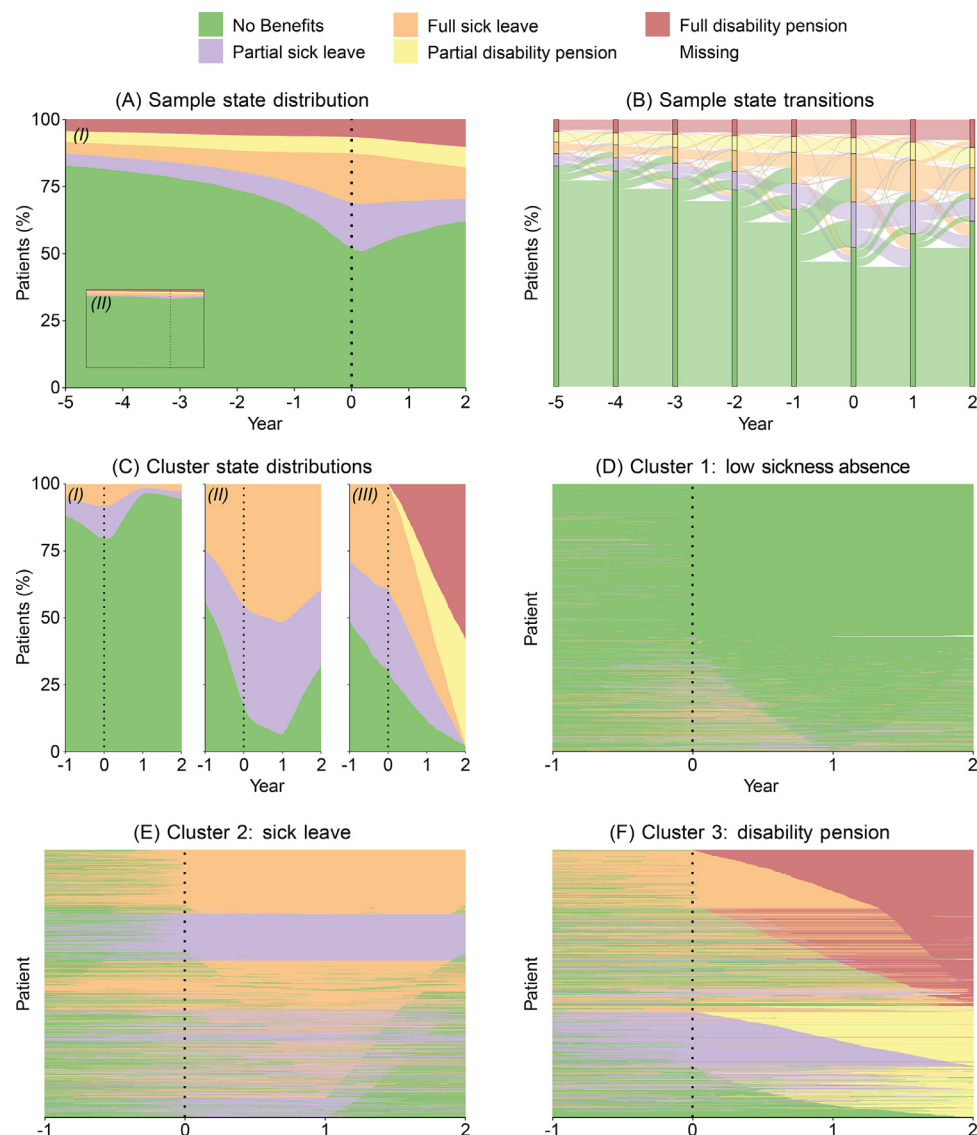 No Benefits Full sick leave Full disability pension
Partial sick leave Partial disability pension Missing
(A) Sample state distribution
100
75
50
25
0
Patients (%)
(I)
(II)
-5 -4 -3 -2 -1 0 1 2
Year
(B) Sample state transitions
100
75
50
25
0
Patients (%)
-5 -4 -3 -2 -1 0 1 2
Year
(C) Cluster state distributions
100
75
50
25
0
Patients (%)
(I) (II) (III)
-1 0 1 2 -1 0 1 2 -1 0 1 2
Year
(D) Cluster 1: low sickness absence
Patient
-1 0 1 2
Year
(E) Cluster 2: sick leave
Patient
-1 0 1 2
(F) Cluster 3: disability pension
Patient
-1 0 1 2